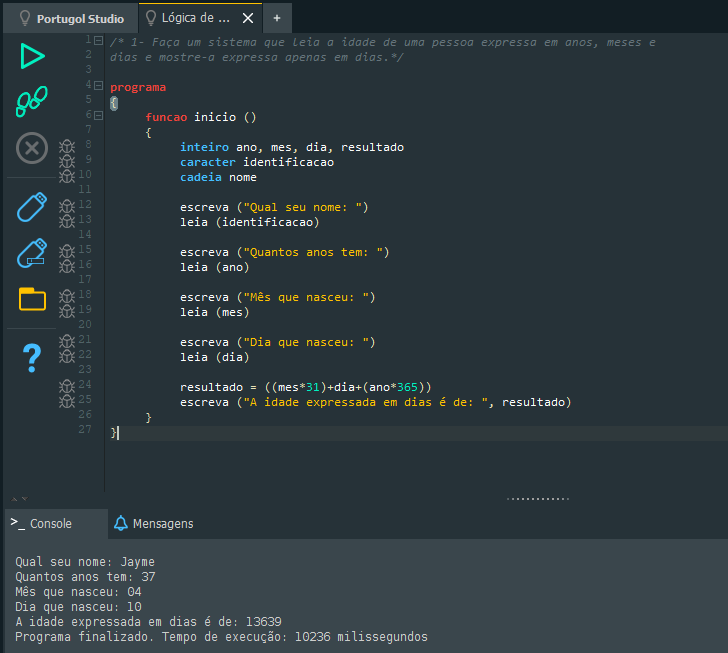 Portugol Studio
Lógica de ...
+
1 /* 1- Faça um sistema que leia a idade de uma pessoa expressa em anos, meses e
2 dias e mostre-a expressa apenas em dias.*/
3
4 programa
5 {
6 funcao inicio ()
7 {
8 inteiro ano, mes, dia, resultado
9 caracter identificacao
10 cadeia nome
11
12 escreva ("Qual seu nome: ")
13 leia (identificacao)
14
15 escreva ("Quantos anos tem: ")
16 leia (ano)
17
18 escreva ("Mês que nasceu: ")
19 leia (mes)
20
21 escreva ("Dia que nasceu: ")
22 leia (dia)
23
24 resultado = ((mes*31)+dia+(ano*365))
25 escreva ("A idade expressada em dias é de: ", resultado)
26 }
27 }
>_ Console
Mensagens
Qual seu nome: Jayme
Quantos anos tem: 37
Mês que nasceu: 04
Dia que nasceu: 10
A idade expressada em dias é de: 13639
Programa finalizado. Tempo de execução: 10236 milissegundos